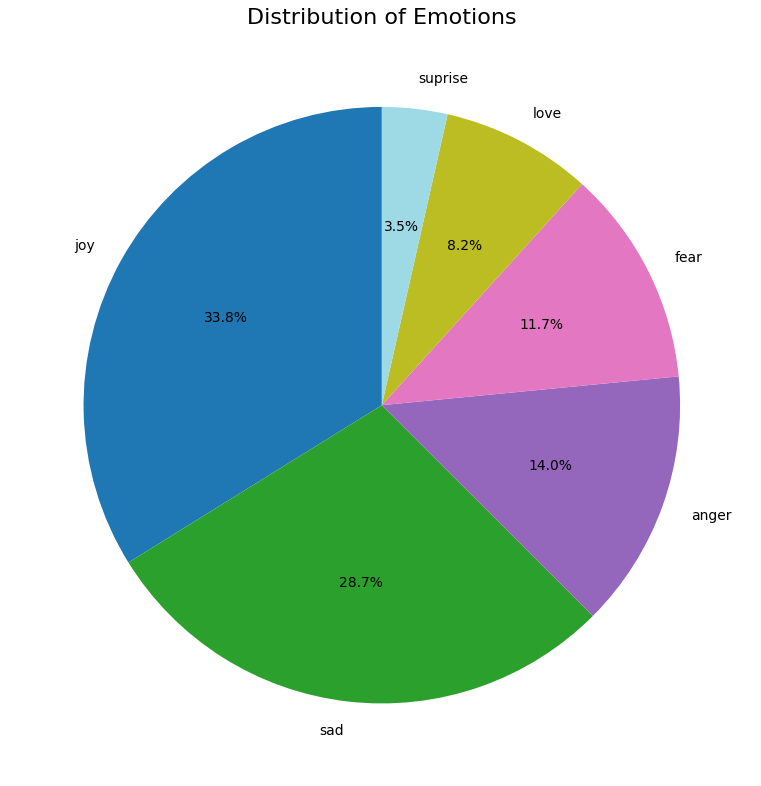 Distribution of Emotions
suprise
love
joy
3.5%
8.2%
fear
33.8%
11.7%
14.0%
anger
28.7%
sad